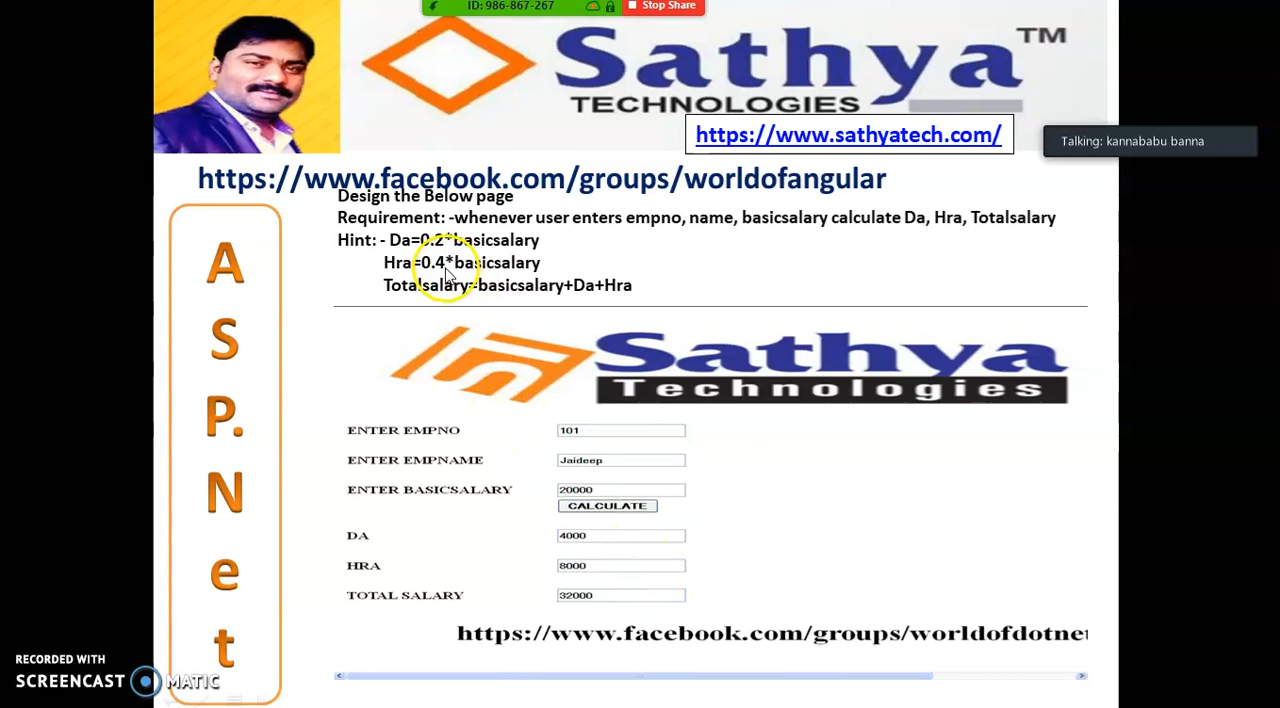 ID: 986-867-267
Stop Share
Sathya TM
TECHNOLOGIES
https://www.sathyatech.com/
Talking: kannababu banna
https://www.facebook.com/groups/worldofangular
Design the Below page
Requirement: -whenever user enters empno, name, basicsalary calculate Da, Hra, Totalsalary
Hint: - Da=0.2*basicsalary
Hra=0.4*basicsalary
Totalsalary=basicsalary+Da+Hra
A
S
P.
N
e
t
Sathya
Technologies
ENTER EMPNO 101
ENTER EMPNAME Jaideep
ENTER BASICSALARY 20000
CALCULATE
DA 4000
HRA 8000
TOTAL SALARY 32000
https://www.facebook.com/groups/worldofdotnet
RECORDED WITH
SCREENCAST MATIC